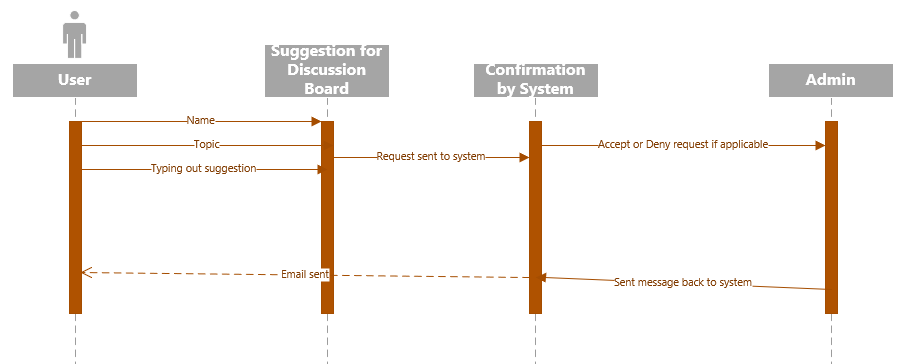 User
Suggestion for
Discussion
Board
Confirmation
by System
Admin
Name
Topic
Typing out suggestion
Request sent to system
Accept or Deny request if applicable
Email sent
Sent message back to system